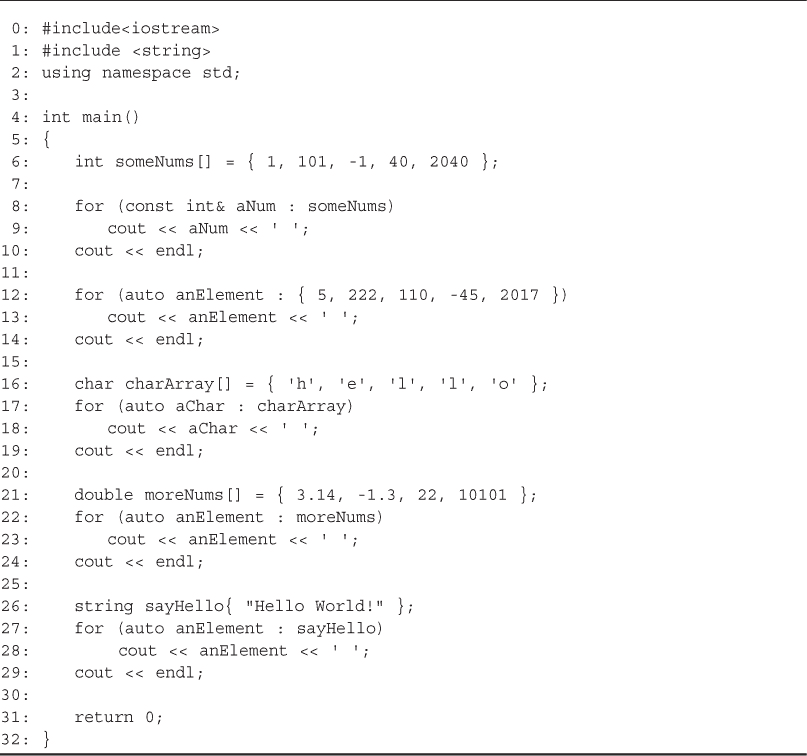 0: #include<iostream>
1: #include <string>
2: using namespace std;
3:
4: int main()
5: {
6:    int someNums[] = { 1, 101, -1, 40, 2040 };
7:
8:    for (const int& aNum : someNums)
9:       cout << aNum << ' ';
10:    cout << endl;
11:
12:    for (auto anElement : { 5, 222, 110, -45, 2017 })
13:       cout << anElement << ' ';
14:    cout << endl;
15:
16:    char charArray[] = { 'h', 'e', 'l', 'l', 'o' };
17:    for (auto aChar : charArray)
18:       cout << aChar << ' ';
19:    cout << endl;
20:
21:    double moreNums[] = { 3.14, -1.3, 22, 10101 };
22:    for (auto anElement : moreNums)
23:       cout << anElement << ' ';
24:    cout << endl;
25:
26:    string sayHello{ "Hello World!" };
27:    for (auto anElement : sayHello)
28:        cout << anElement << ' ';
29:    cout << endl;
30:
31:    return 0;
32: }